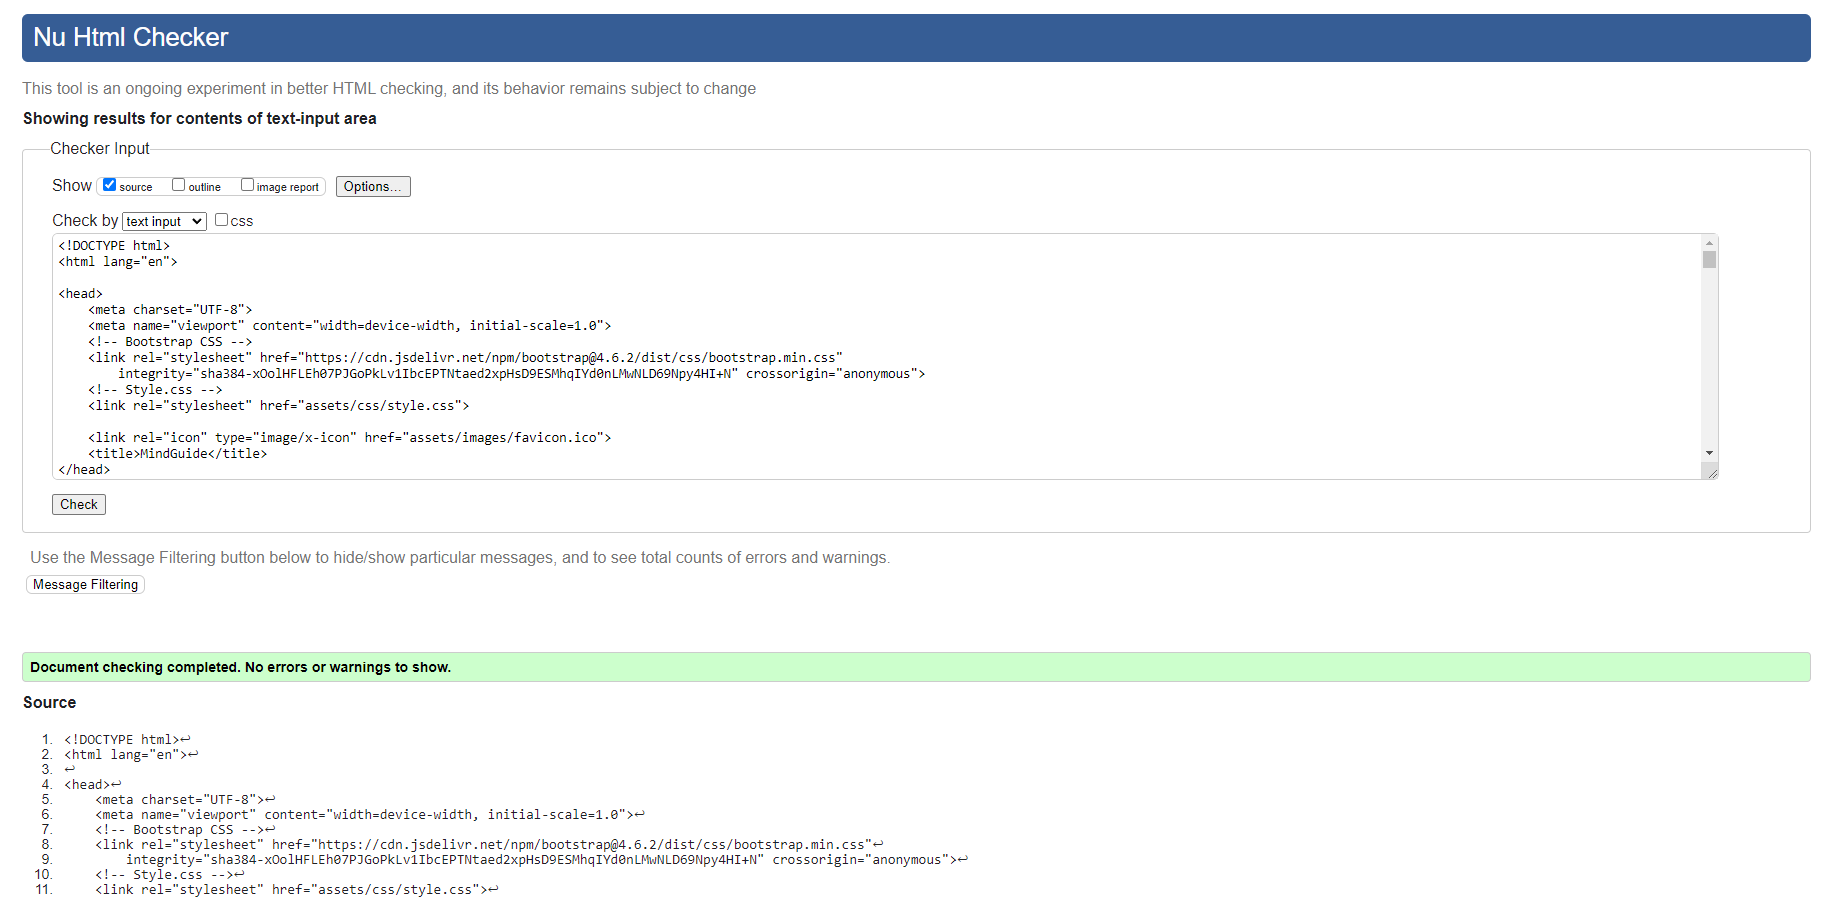 Nu Html Checker
This tool is an ongoing experiment in better HTML checking, and its behavior remains subject to change
Showing results for contents of text-input area
Checker Input
Show source outline image report Options...
Check by text input css
<!DOCTYPE html>
<html lang="en">
<head>
<meta charset="UTF-8">
<meta name="viewport" content="width=device-width, initial-scale=1.0">
<!-- Bootstrap CSS -->
<link rel="stylesheet" href="https://cdn.jsdelivr.net/npm/bootstrap@4.6.2/dist/css/bootstrap.min.css"
integrity="sha384-xOolHFLEh07PJGoPkLv1IbcEPTNtaed2xpHsD9ESMhqIYd0nLMwNLD69Npy4HI+N" crossorigin="anonymous">
<!-- Style.css -->
<link rel="stylesheet" href="assets/css/style.css">
<link rel="icon" type="image/x-icon" href="assets/images/favicon.ico">
<title>MindGuide</title>
</head>
Check
Use the Message Filtering button below to hide/show particular messages, and to see total counts of errors and warnings.
Message Filtering
Document checking completed. No errors or warnings to show.
Source
1. <!DOCTYPE html>↩
2. <html lang="en">↩
3. ↩
4. <head>↩
5. <meta charset="UTF-8">↩
6. <meta name="viewport" content="width=device-width, initial-scale=1.0">↩
7. <!-- Bootstrap CSS -->↩
8. <link rel="stylesheet" href="https://cdn.jsdelivr.net/npm/bootstrap@4.6.2/dist/css/bootstrap.min.css"↩
9. integrity="sha384-xOolHFLEh07PJGoPkLv1IbcEPTNtaed2xpHsD9ESMhqIYd0nLMwNLD69Npy4HI+N" crossorigin="anonymous">↩
10. <!-- Style.css -->↩
11. <link rel="stylesheet" href="assets/css/style.css">↩